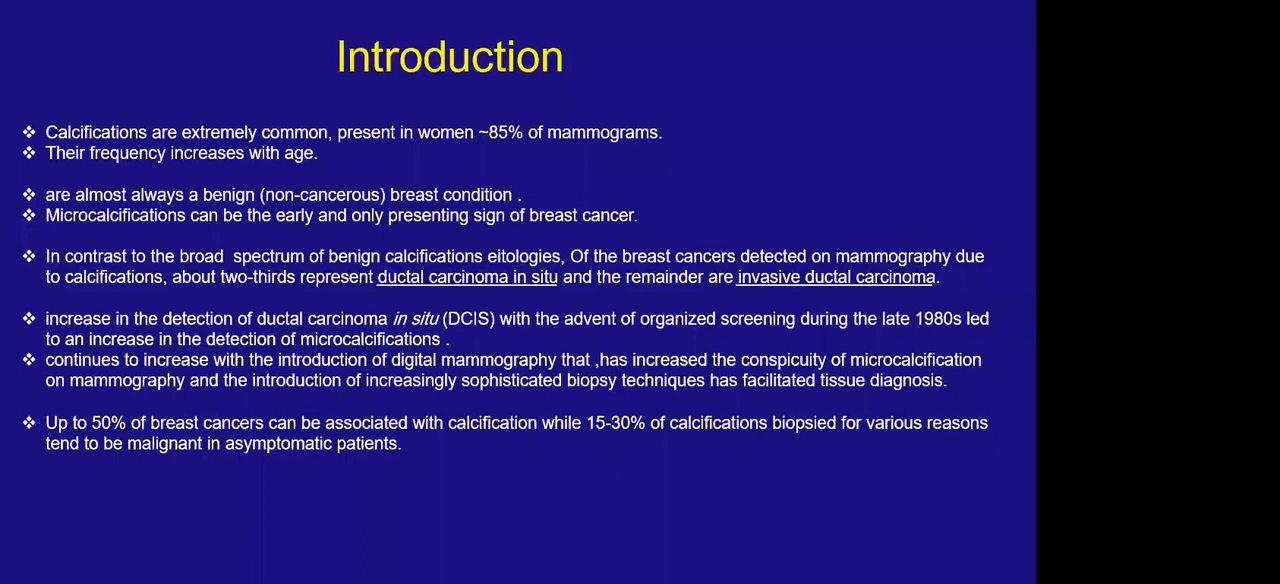 Introduction
❖ Calcifications are extremely common, present in women ~85% of mammograms.
❖ Their frequency increases with age.
❖ are almost always a benign (non-cancerous) breast condition .
❖ Microcalcifications can be the early and only presenting sign of breast cancer.
❖ In contrast to the broad  spectrum of benign calcifications eitologies, Of the breast cancers detected on mammography due
to calcifications, about two-thirds represent ductal carcinoma in situ and the remainder are invasive ductal carcinoma.
❖ increase in the detection of ductal carcinoma in situ (DCIS) with the advent of organized screening during the late 1980s led
to an increase in the detection of microcalcifications .
❖ continues to increase with the introduction of digital mammography that ,has increased the conspicuity of microcalcification
on mammography and the introduction of increasingly sophisticated biopsy techniques has facilitated tissue diagnosis.
❖ Up to 50% of breast cancers can be associated with calcification while 15-30% of calcifications biopsied for various reasons
tend to be malignant in asymptomatic patients.